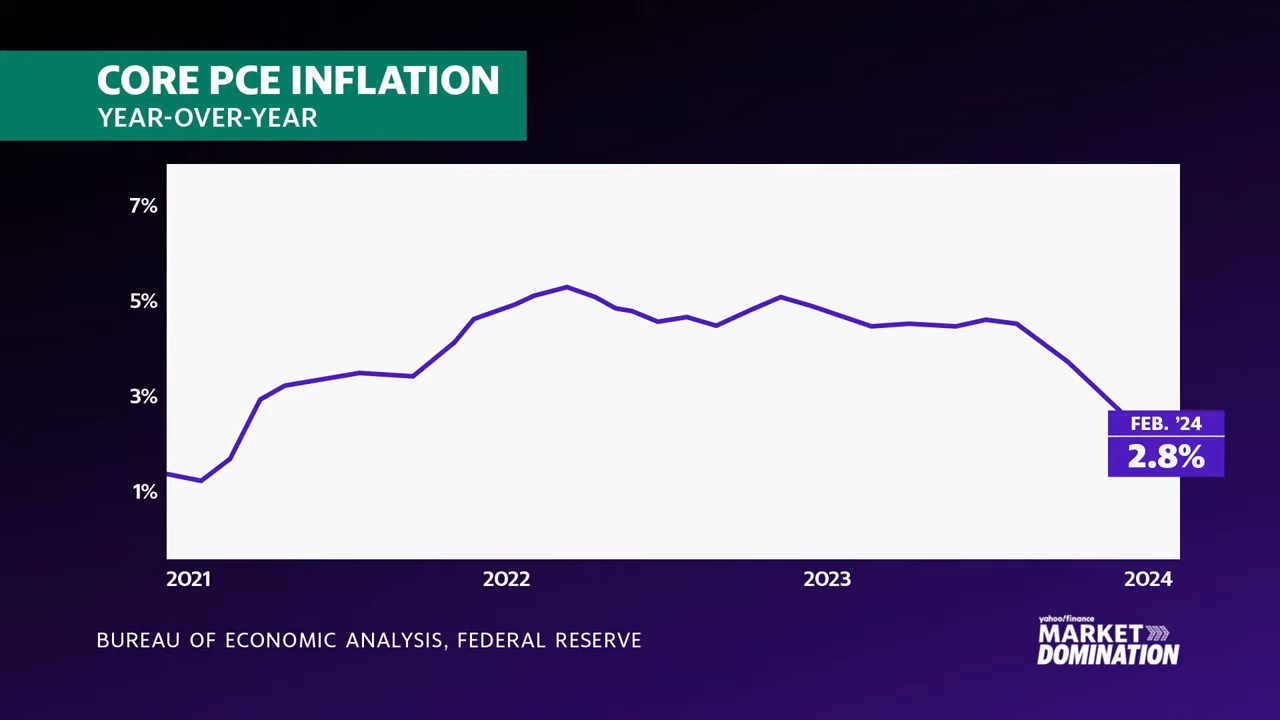 CORE PCE INFLATION
YEAR-OVER-YEAR
7%
5%
3%
1%
FEB. ’24
2.8%
2021 2022 2023 2024
BUREAU OF ECONOMIC ANALYSIS, FEDERAL RESERVE
yahoo!finance
MARKET
DOMINATION